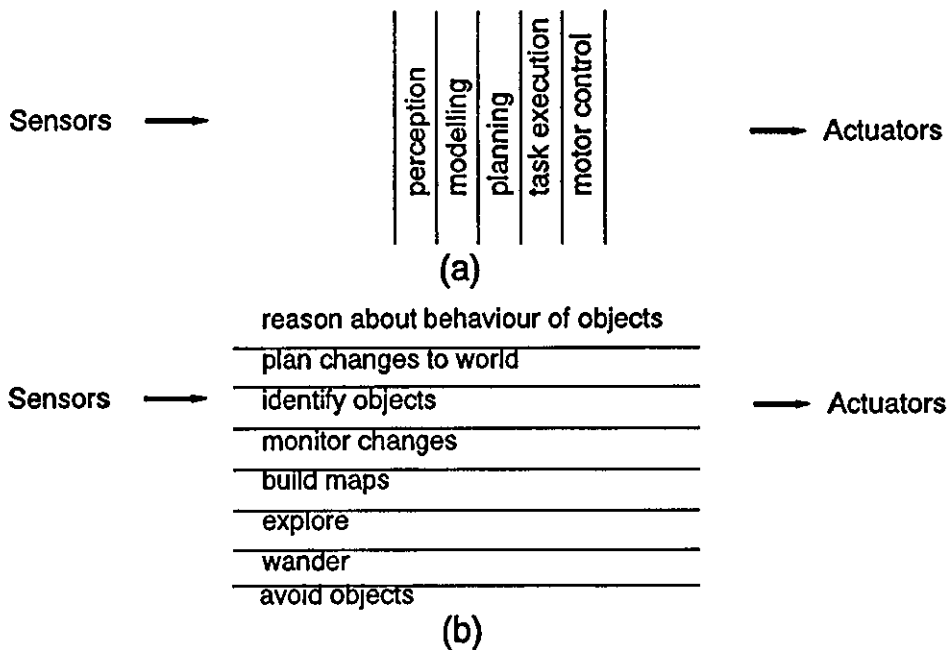 Sensors
perception
modelling
planning
task execution
motor control
Actuators
(a)
reason about behaviour of objects
plan changes to world
Sensors
identify objects
Actuators
monitor changes
build maps
explore
wander
avoid objects
(b)